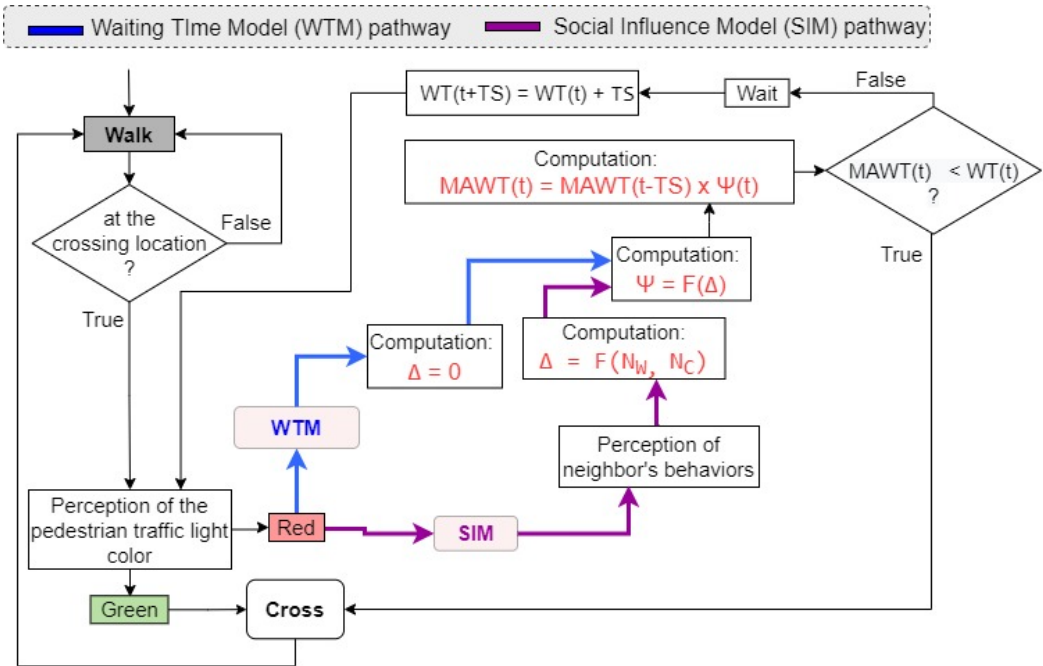 Waiting TIme Model (WTM) pathway
Social Influence Model (SIM) pathway
WT(t+TS) = WT(t) + TS
Wait
False
Walk
Computation:
MAWT(t) = MAWT(t-TS) x Ψ(t)
MAWT(t) < WT(t)
?
at the
crossing location
?
False
True
True
Computation:
Ψ = F(Δ)
Computation:
Δ = 0
Computation:
Δ = F(N_W, N_C)
WTM
Perception of
neighbor's behaviors
Perception of the
pedestrian traffic light
color
Red
SIM
Green
Cross